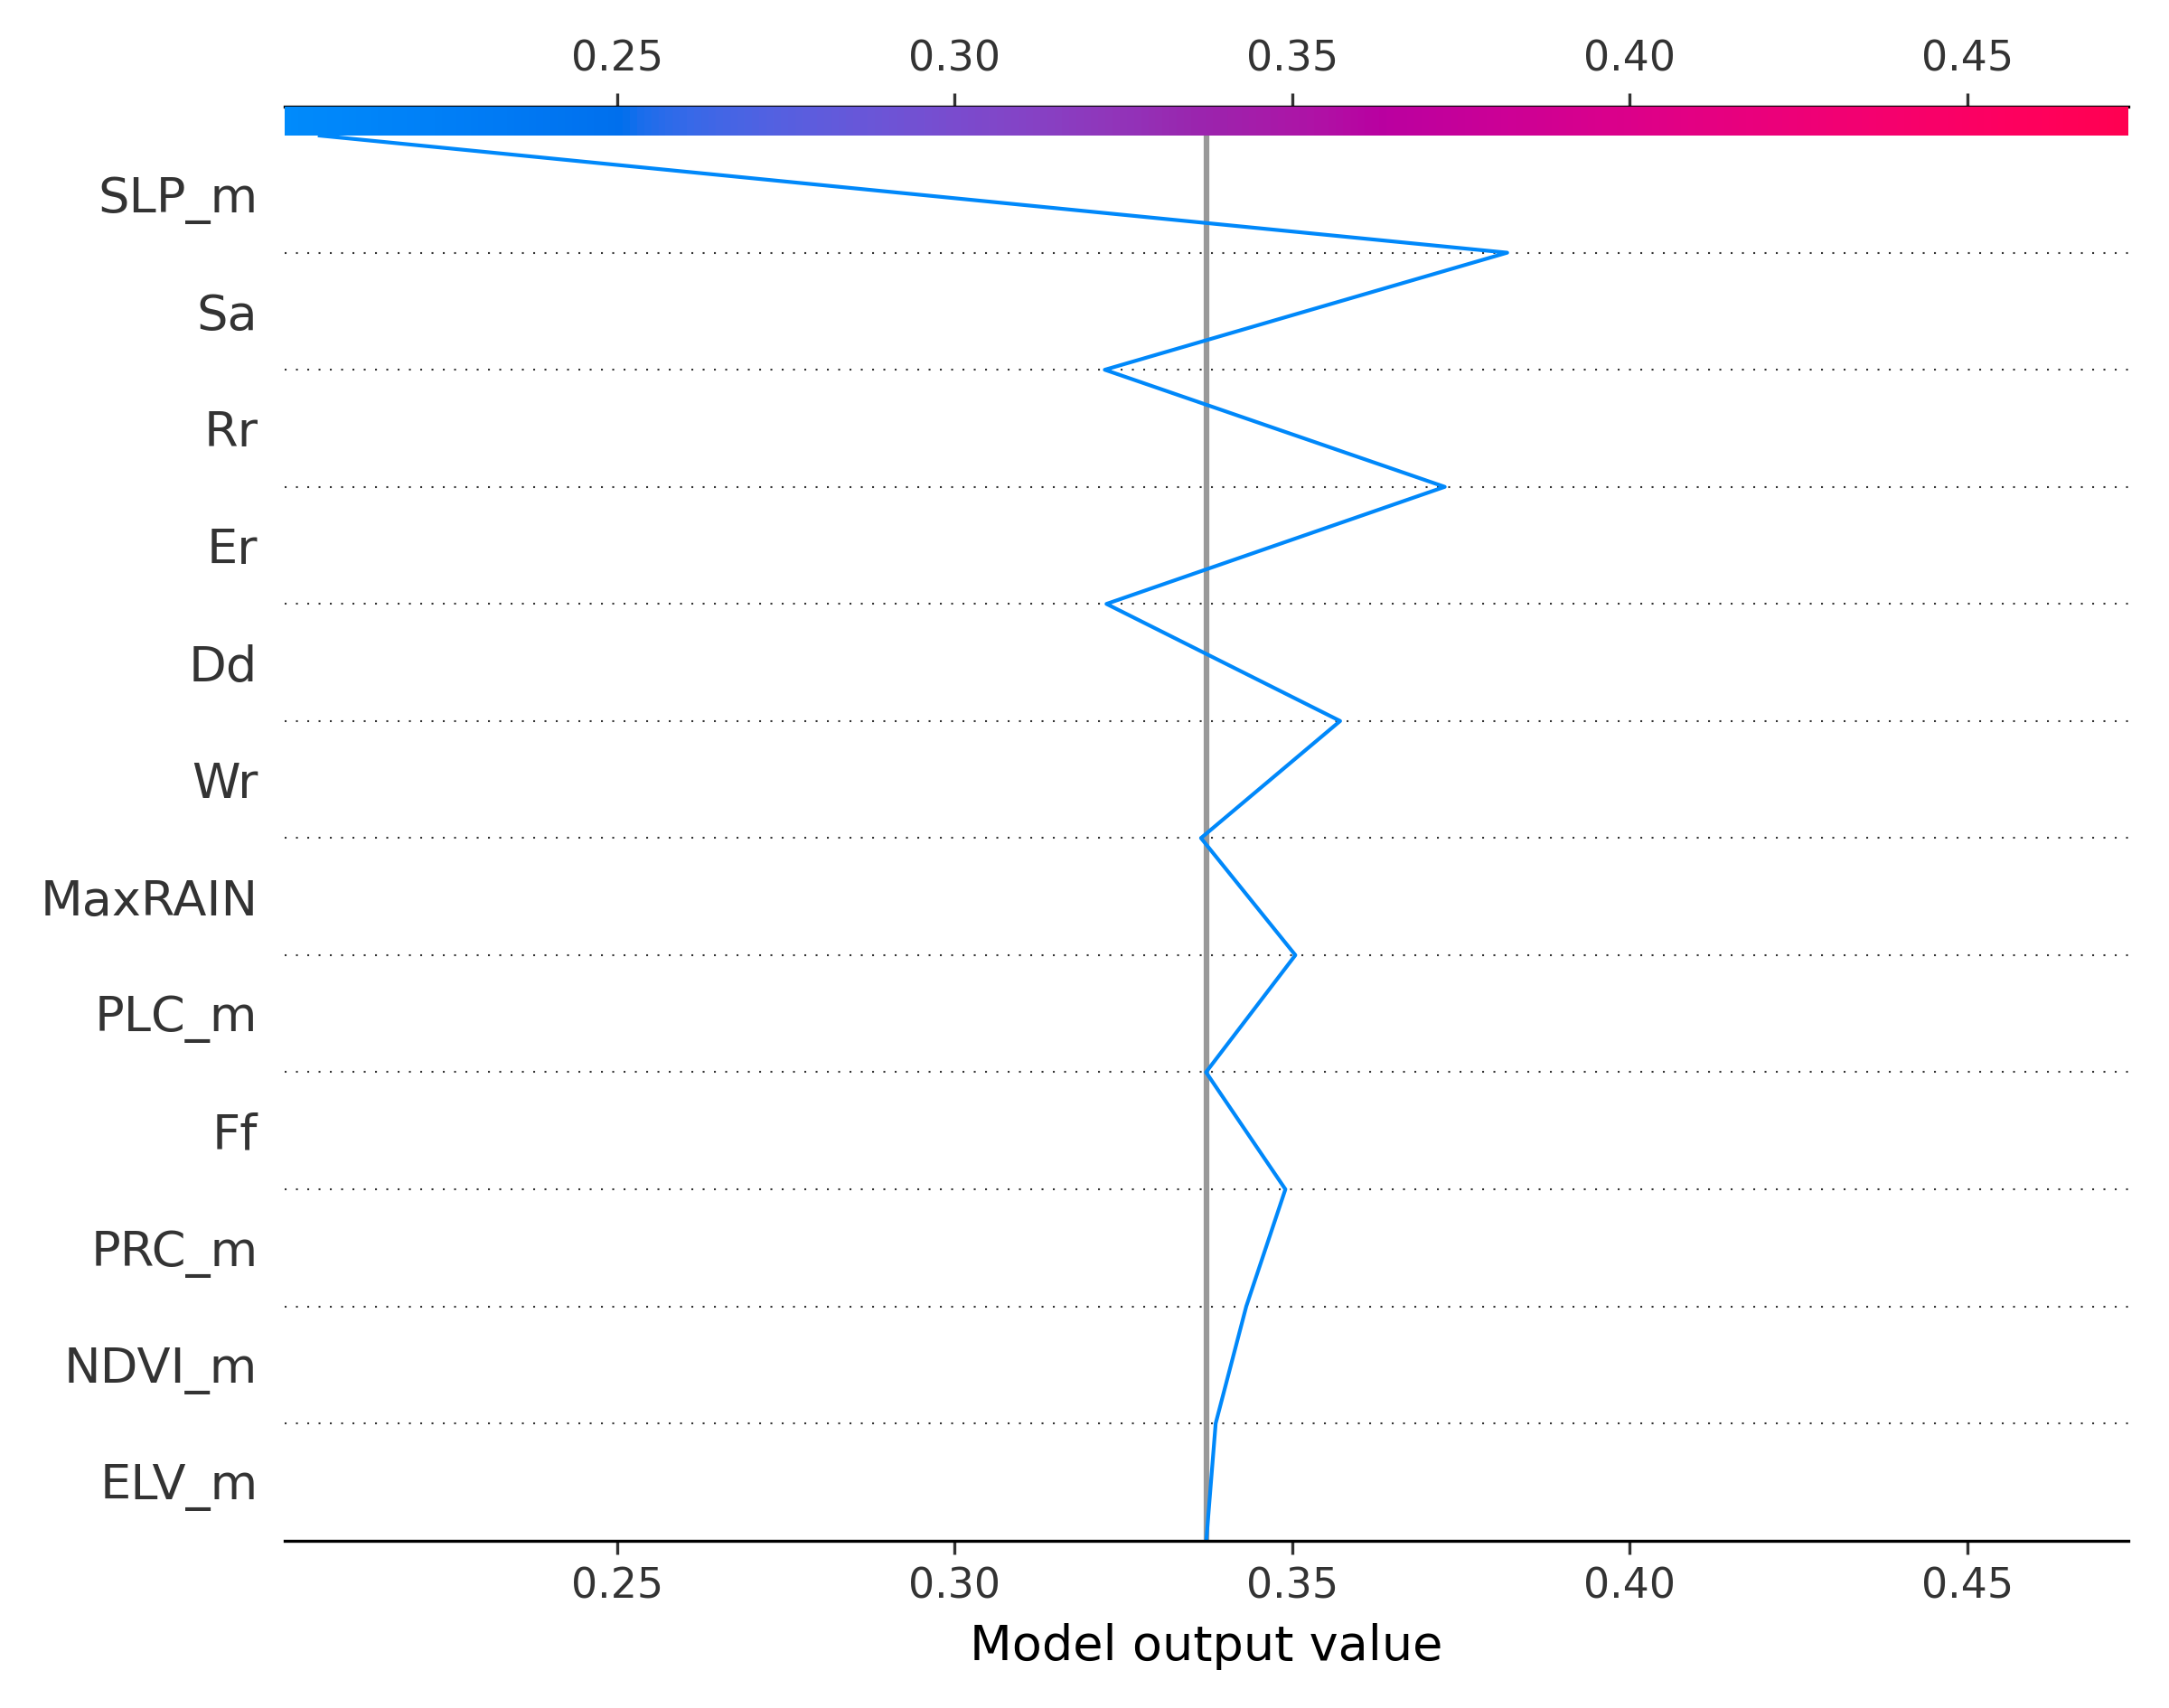 0.25 0.30 0.35 0.40 0.45
SLP_m
Sa
Rr
Er
Dd
Wr
MaxRAIN
PLC_m
Ff
PRC_m
NDVI_m
ELV_m
0.25 0.30 0.35 0.40 0.45
Model output value